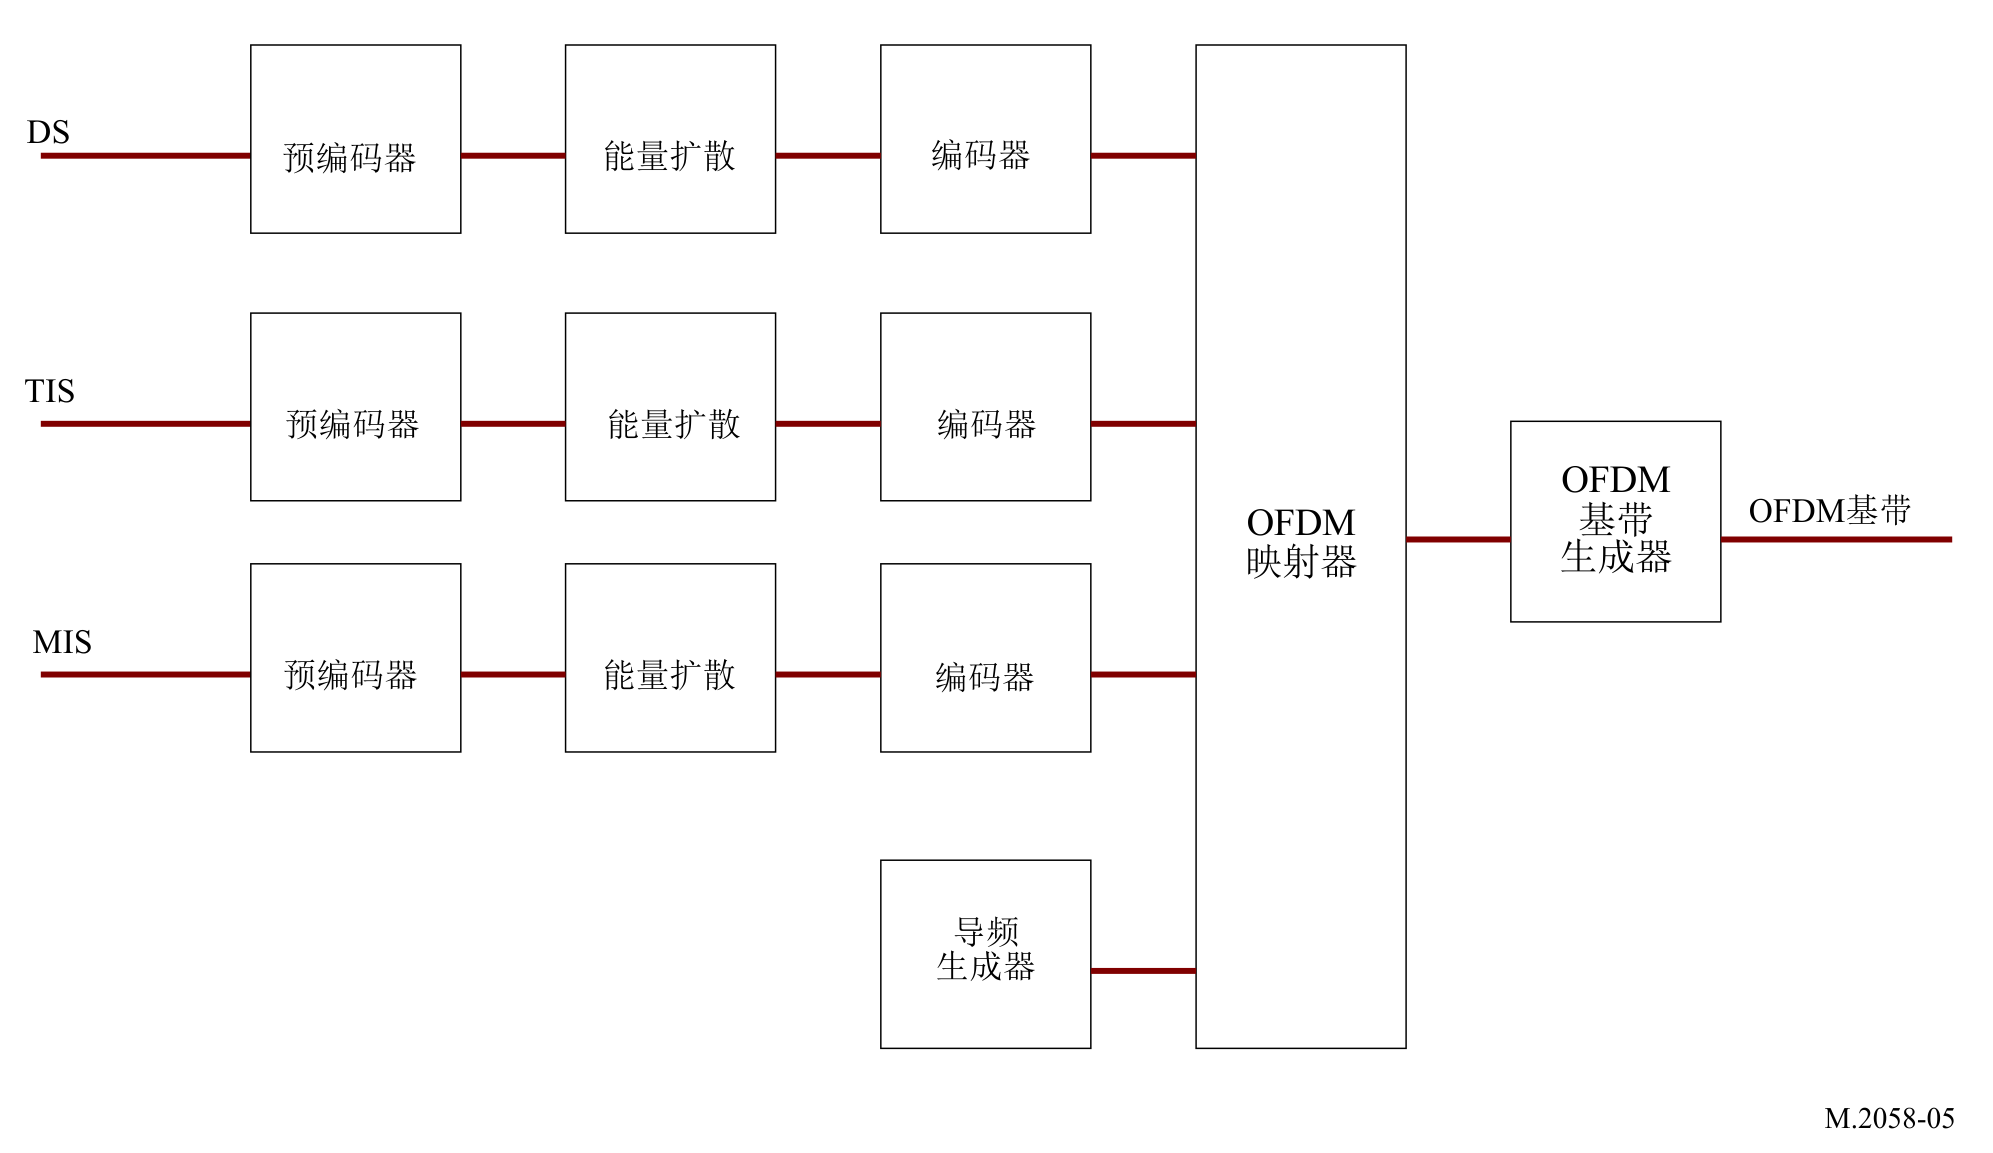 DS
预编码器
能量扩散
编码器
TIS
预编码器
能量扩散
编码器
MIS
预编码器
能量扩散
编码器
导频
生成器
OFDM
映射器
OFDM
基带
生成器
OFDM基带
M.2058-05